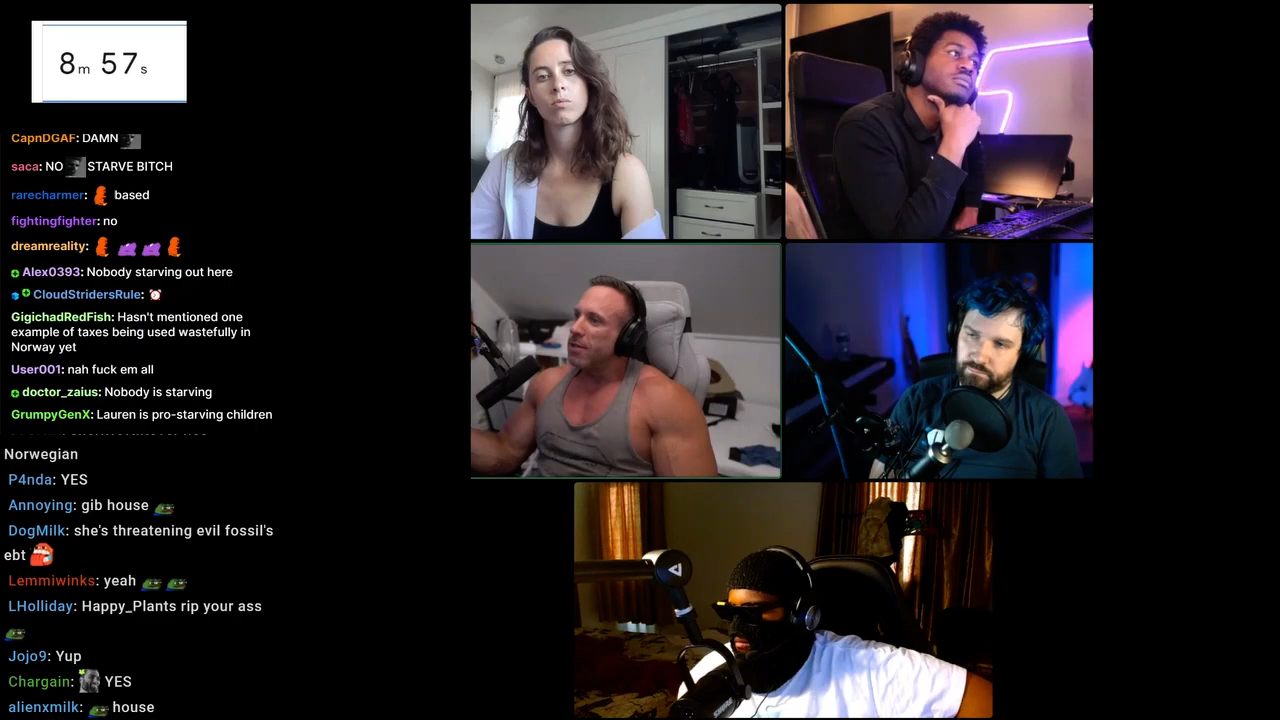 8m 57s
CapnDGAF: DAMN
saca: NO STARVE BITCH
rarecharmer: based
fightingfighter: no
dreamreality:
Alex0393: Nobody starving out here
CloudStridersRule:
GigichadRedFish: Hasn't mentioned one
example of taxes being used wastefully in
Norway yet
User001: nah fuck em all
doctor_zaius: Nobody is starving
GrumpyGenX: Lauren is pro-starving children
Norwegian
P4nda: YES
Annoying: gib house
DogMilk: she's threatening evil fossil's
ebt
Lemmiwinks: yeah
LHolliday: Happy_Plants rip your ass
Jojo9: Yup
Chargain: YES
alienxmilk: house
SHURE